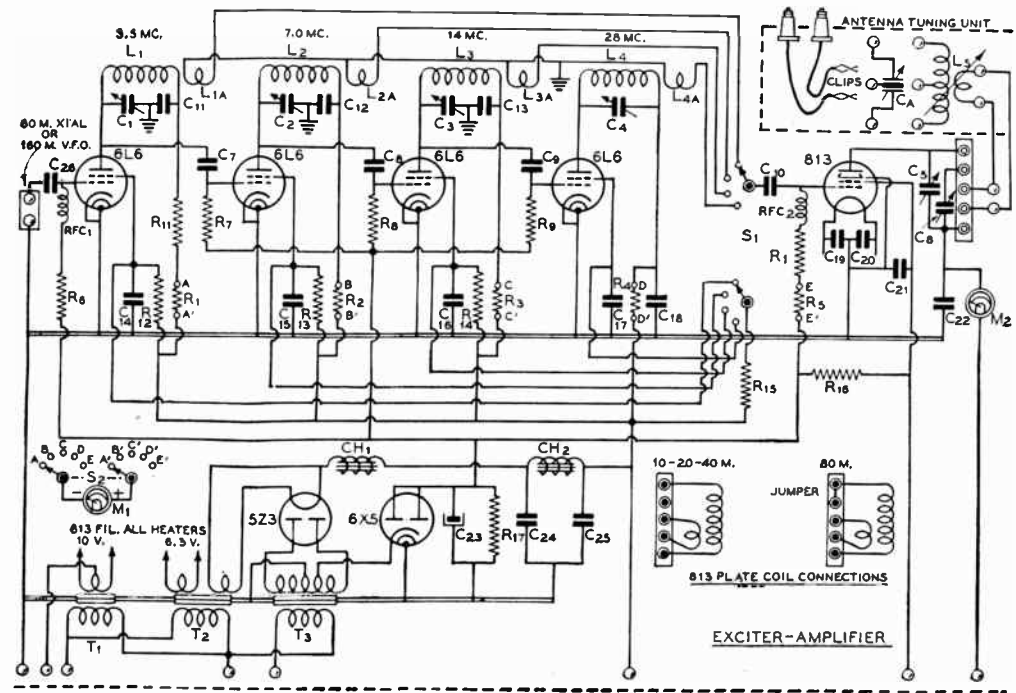 3.5 MC.
7.0 MC.
14 MC.
28 MC.
ANTENNA TUNING UNIT
L1
L2
L3
L4
L5
L1A
L2A
L3A
L4A
CLIPS
CA
C1
C11
C2
C12
C3
C13
C4
80 M. XTAL
OR
160 M. V.F.O.
C26
6L6
C7
6L6
C8
6L6
C9
6L6
C10
813
C5
C8
RFC1
R11
R7
R8
R9
S1
RFC2
R1
C19
C20
C21
R6
C14
R12
A
R1
A'
C15
R13
B
R2
B'
C16
R14
C
R3
C'
C17
R4
D
D'
C18
E
R5
E'
C22
M2
R15
R16
A B C D E A' B' C' D' E'
S2
- +
M1
CH1
CH2
10-20-40 M.
80 M.
JUMPER
813 FIL. ALL HEATERS
10 V. 6.3 V.
5Z3
6X5
C23
R17
C24
C25
813 PLATE COIL CONNECTIONS
T1
T2
T3
EXCITER-AMPLIFIER